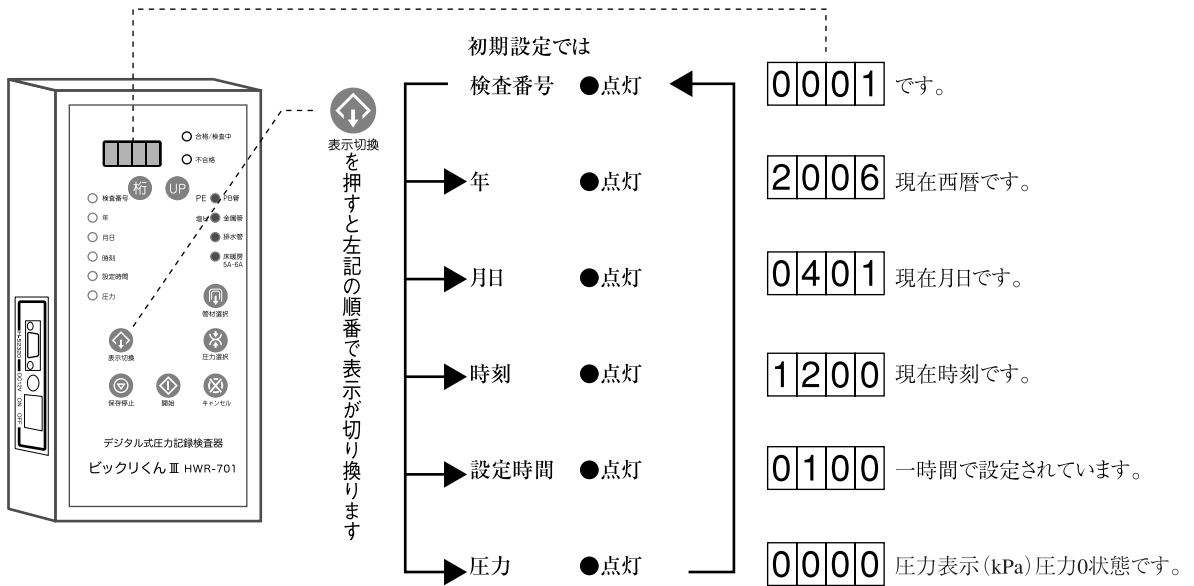 初期設定では
検査番号 ●点灯 0001 です。
年 ●点灯 2006 現在西暦です。
月日 ●点灯 0401 現在月日です。
時刻 ●点灯 1200 現在時刻です。
設定時間 ●点灯 0100 一時間で設定されています。
圧力 ●点灯 0000 圧力表示（kPa）圧力0状態です。
表示切換
を押すと左記の順番で表示が切り換ります
合格/検査中
不合格
桁 UP
検査番号 PE PB管
年 塩ビ 金属管
月日 排水管
時刻 床暖房
5A-6A
設定時間
圧力
管材選択
表示切換 圧力選択
保存停止 開始 キャンセル
DC12V ON OFF
デジタル式圧力記録検査器
ビックリくんⅢ HWR-701